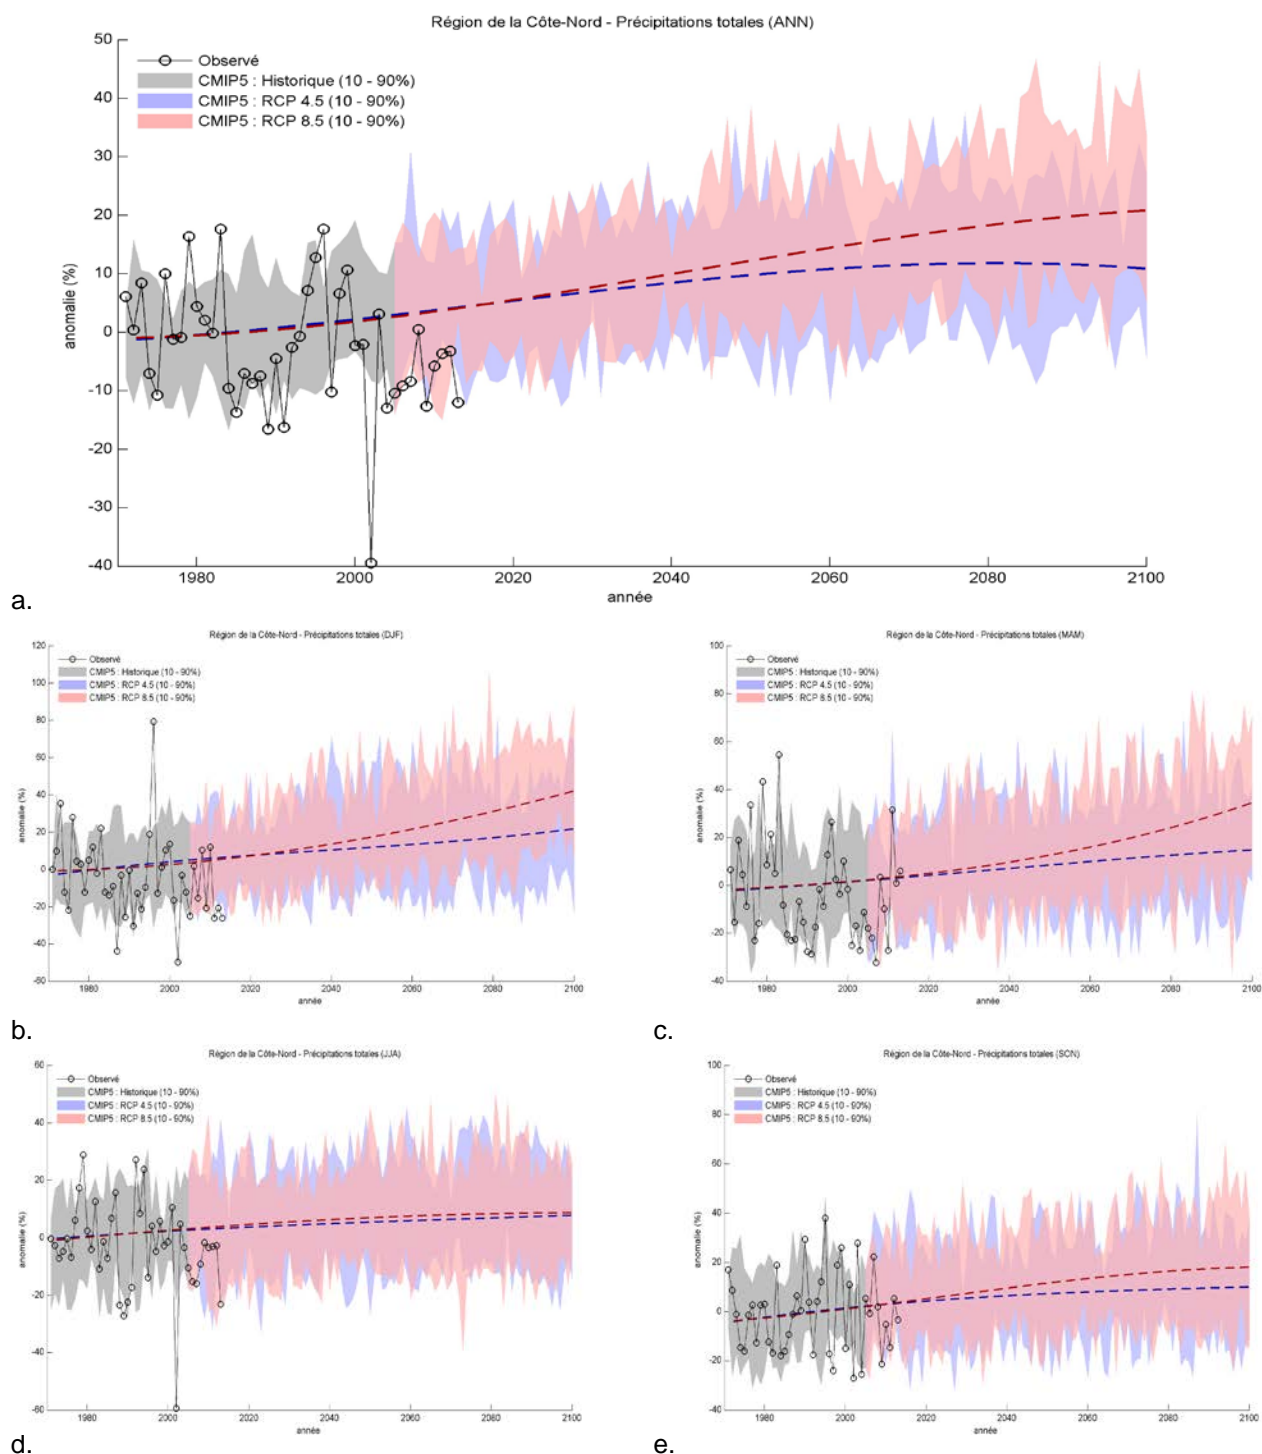 Région de la Côte-Nord - Précipitations totales (ANN)
50
40
30
20
10
0
-10
-20
-30
-40
anomalie (%)
Observé
CMIP5 : Historique (10 - 90%)
CMIP5 : RCP 4.5 (10 - 90%)
CMIP5 : RCP 8.5 (10 - 90%)
1980 2000 2020 2040 2060 2080 2100
année
a.
Région de la Côte-Nord - Précipitations totales (DJF)
120
100
80
60
40
20
0
-20
-40
-60
anomalie (%)
Observé
CMIP5 : Historique (10 - 90%)
CMIP5 : RCP 4.5 (10 - 90%)
CMIP5 : RCP 8.5 (10 - 90%)
1980 2000 2020 2040 2060 2080 2100
année
b.
Région de la Côte-Nord - Précipitations totales (MAM)
100
80
60
40
20
0
-20
-40
anomalie (%)
Observé
CMIP5 : Historique (10 - 90%)
CMIP5 : RCP 4.5 (10 - 90%)
CMIP5 : RCP 8.5 (10 - 90%)
1980 2000 2020 2040 2060 2080 2100
année
c.
Région de la Côte-Nord - Précipitations totales (JJA)
60
40
20
0
-20
-40
-60
anomalie (%)
Observé
CMIP5 : Historique (10 - 90%)
CMIP5 : RCP 4.5 (10 - 90%)
CMIP5 : RCP 8.5 (10 - 90%)
1980 2000 2020 2040 2060 2080 2100
année
d.
Région de la Côte-Nord - Précipitations totales (SON)
100
80
60
40
20
0
-20
-40
anomalie (%)
Observé
CMIP5 : Historique (10 - 90%)
CMIP5 : RCP 4.5 (10 - 90%)
CMIP5 : RCP 8.5 (10 - 90%)
1980 2000 2020 2040 2060 2080 2100
année
e.